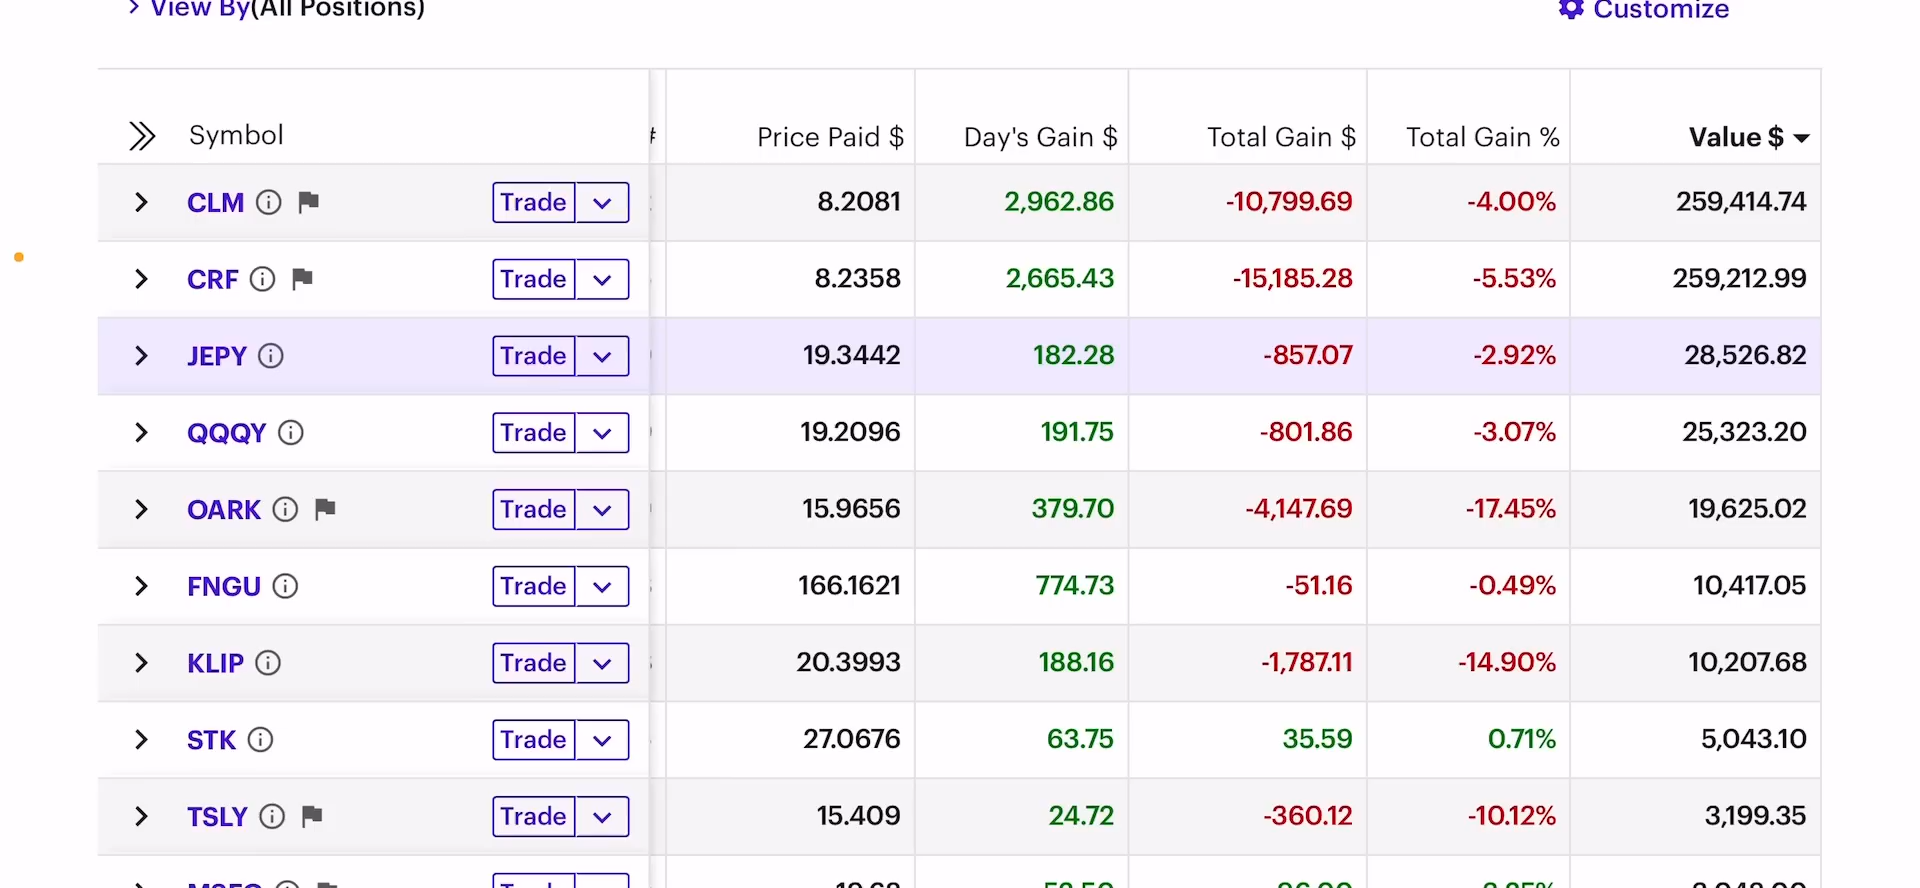 View By(All Positions)
Customize
Symbol # Price Paid $ Day's Gain $ Total Gain $ Total Gain % Value $
CLM Trade 8.2081 2,962.86 -10,799.69 -4.00% 259,414.74
CRF Trade 8.2358 2,665.43 -15,185.28 -5.53% 259,212.99
JEPY Trade 19.3442 182.28 -857.07 -2.92% 28,526.82
QQQY Trade 19.2096 191.75 -801.86 -3.07% 25,323.20
OARK Trade 15.9656 379.70 -4,147.69 -17.45% 19,625.02
FNGU Trade 166.1621 774.73 -51.16 -0.49% 10,417.05
KLIP Trade 20.3993 188.16 -1,787.11 -14.90% 10,207.68
STK Trade 27.0676 63.75 35.59 0.71% 5,043.10
TSLY Trade 15.409 24.72 -360.12 -10.12% 3,199.35